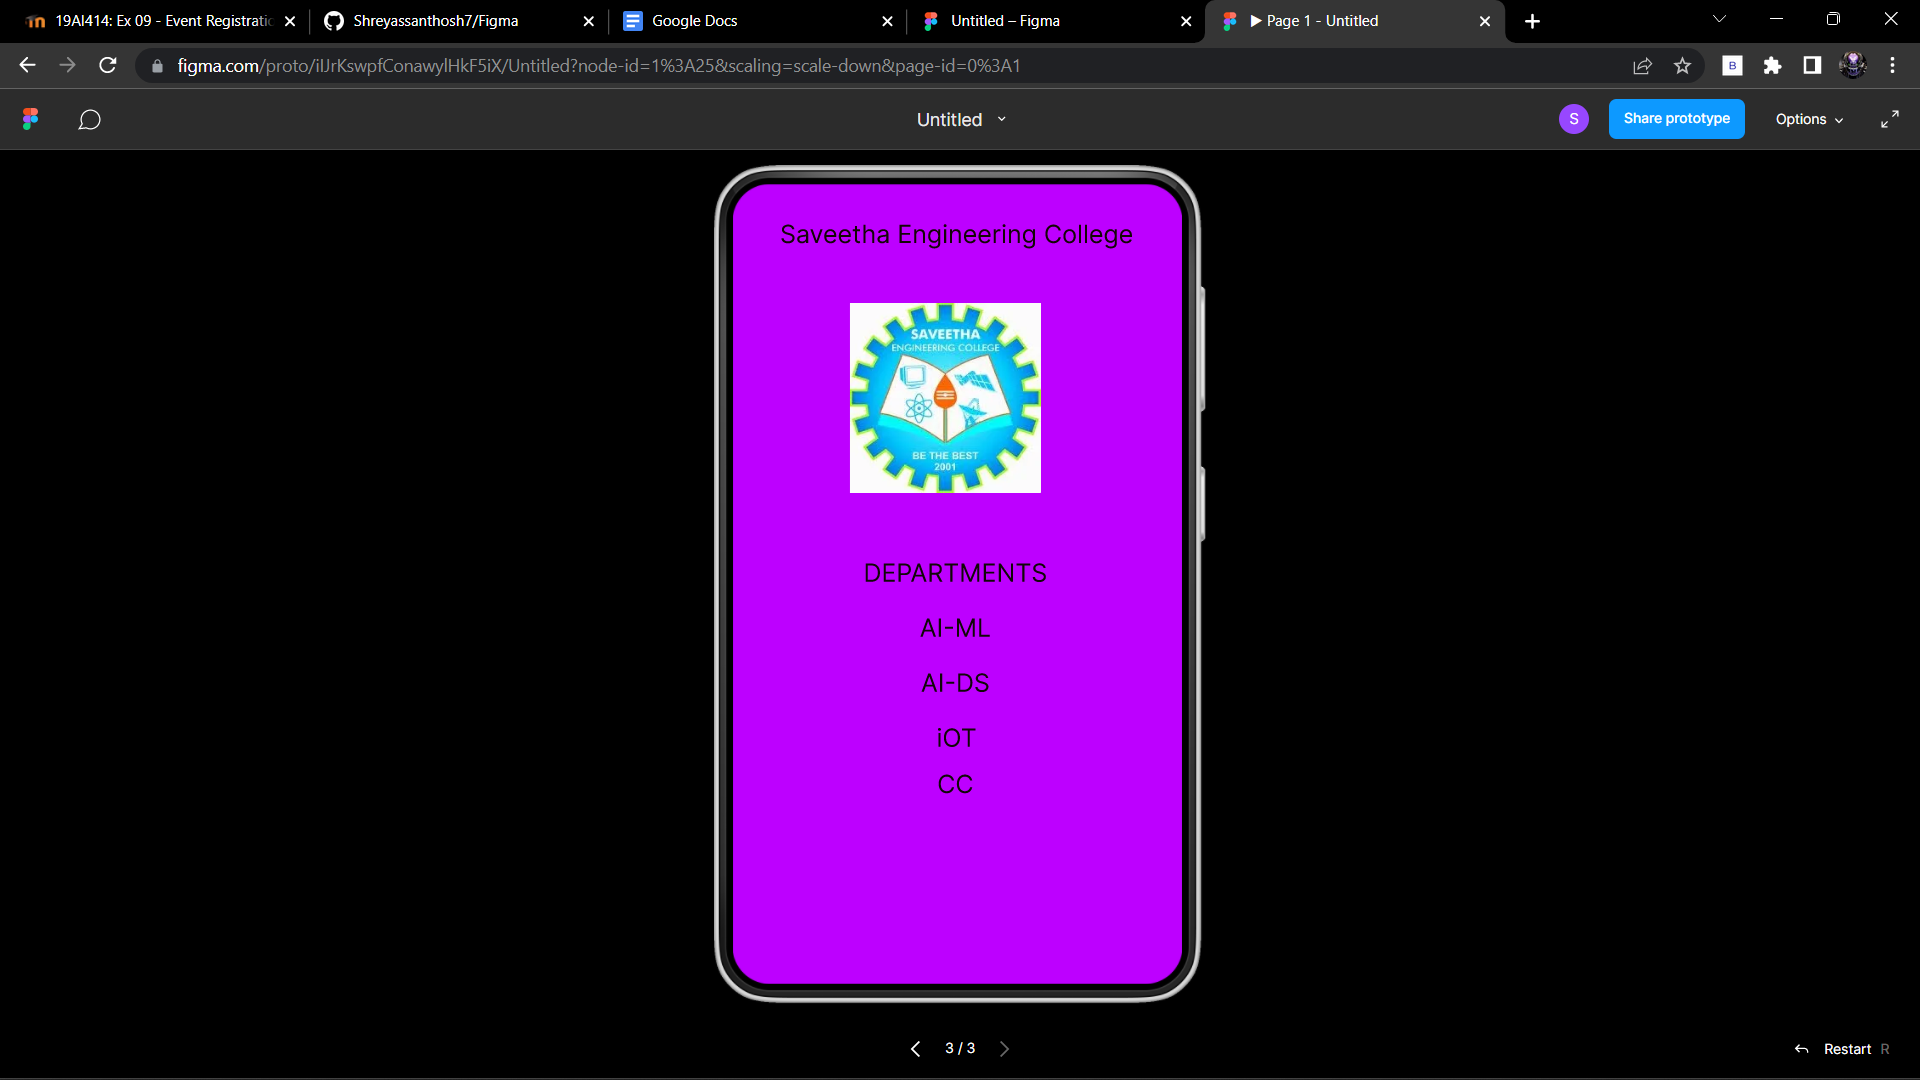 19AI414: Ex 09 - Event Registratic
Shreyassanthosh7/Figma
Google Docs
Untitled – Figma
▶ Page 1 - Untitled
figma.com/proto/ilJrKswpfConawylHkF5iX/Untitled?node-id=1%3A25&scaling=scale-down&page-id=0%3A1
B
Untitled
S
Share prototype
Options
Saveetha Engineering College
SAVEETHA
ENGINEERING COLLEGE
BE THE BEST
2001
DEPARTMENTS
AI-ML
AI-DS
iOT
CC
3 / 3
Restart R